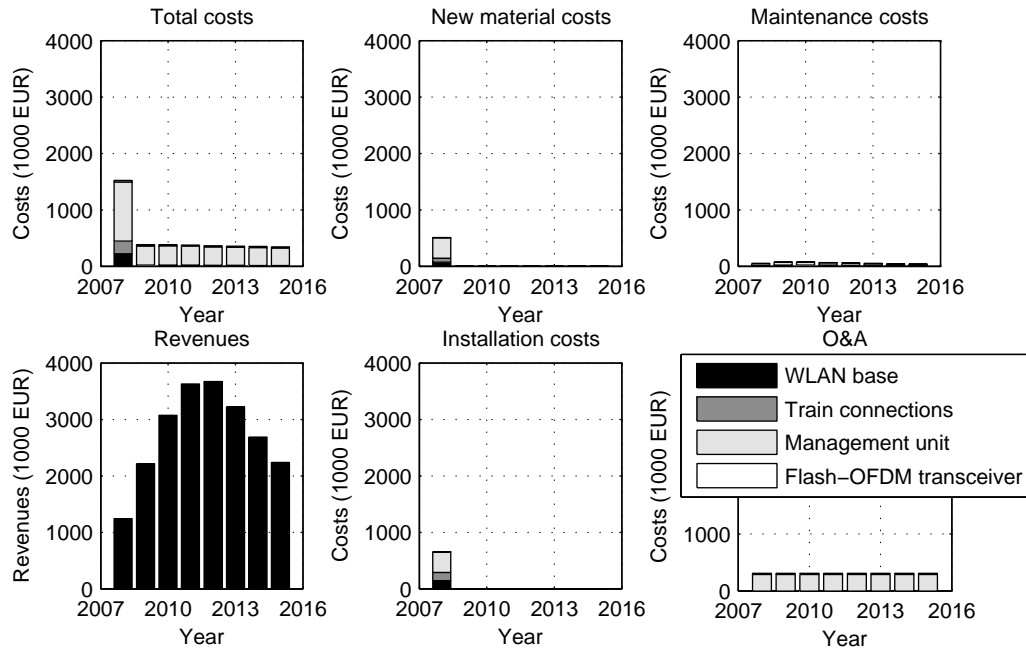 Total costs
4000
3000
2000
1000
0
Costs (1000 EUR)
2007 2010 2013 2016
Year
New material costs
4000
3000
2000
1000
0
Costs (1000 EUR)
2007 2010 2013 2016
Year
Maintenance costs
4000
3000
2000
1000
0
Costs (1000 EUR)
2007 2010 2013 2016
Year
Revenues
4000
3000
2000
1000
0
Revenues (1000 EUR)
2007 2010 2013 2016
Year
Installation costs
4000
3000
2000
1000
0
Costs (1000 EUR)
2007 2010 2013 2016
Year
O&A
WLAN base
Train connections
Management unit
Flash−OFDM transceiver
1000
0
Costs (1000 EUR)
2007 2010 2013 2016
Year